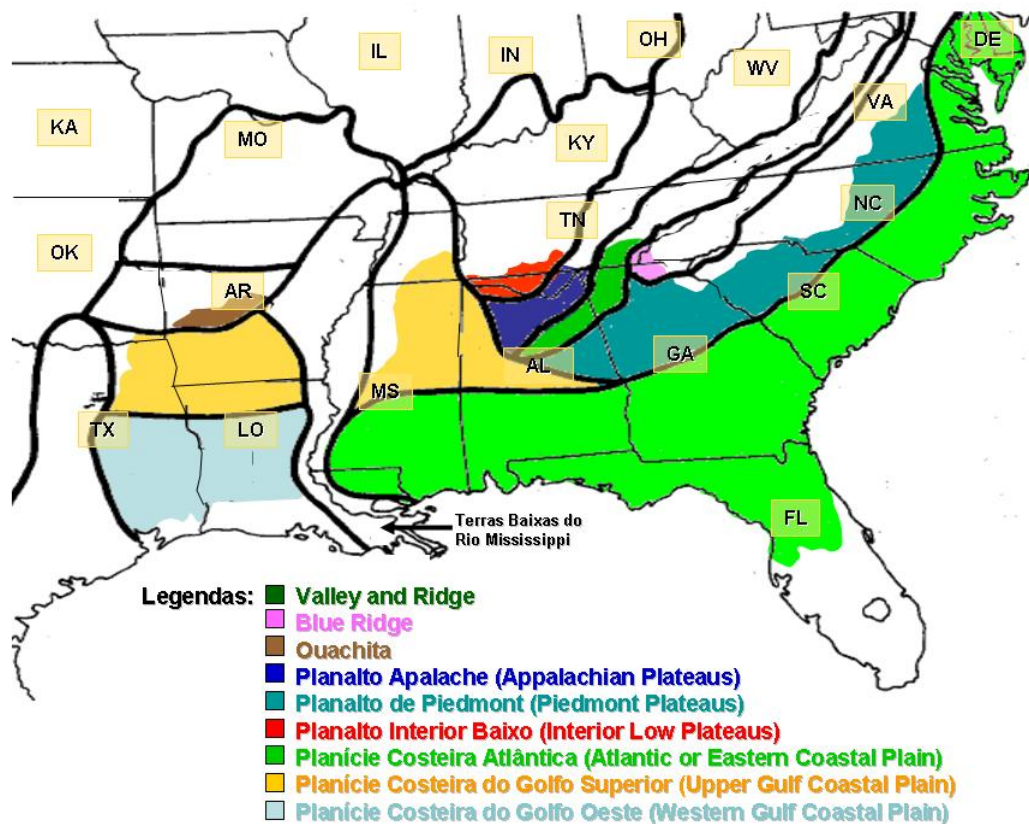 IL
IN
OH
DE
WV
KA
MO
KY
VA
TN
NC
OK
AR
SC
GA
AL
MS
TX
LO
FL
Terras Baixas do
Rio Mississippi
Legendas:
Valley and Ridge
Blue Ridge
Ouachita
Planalto Apalache (Appalachian Plateaus)
Planalto de Piedmont (Piedmont Plateaus)
Planalto Interior Baixo (Interior Low Plateaus)
Planície Costeira Atlântica (Atlantic or Eastern Coastal Plain)
Planície Costeira do Golfo Superior (Upper Gulf Coastal Plain)
Planície Costeira do Golfo Oeste (Western Gulf Coastal Plain)